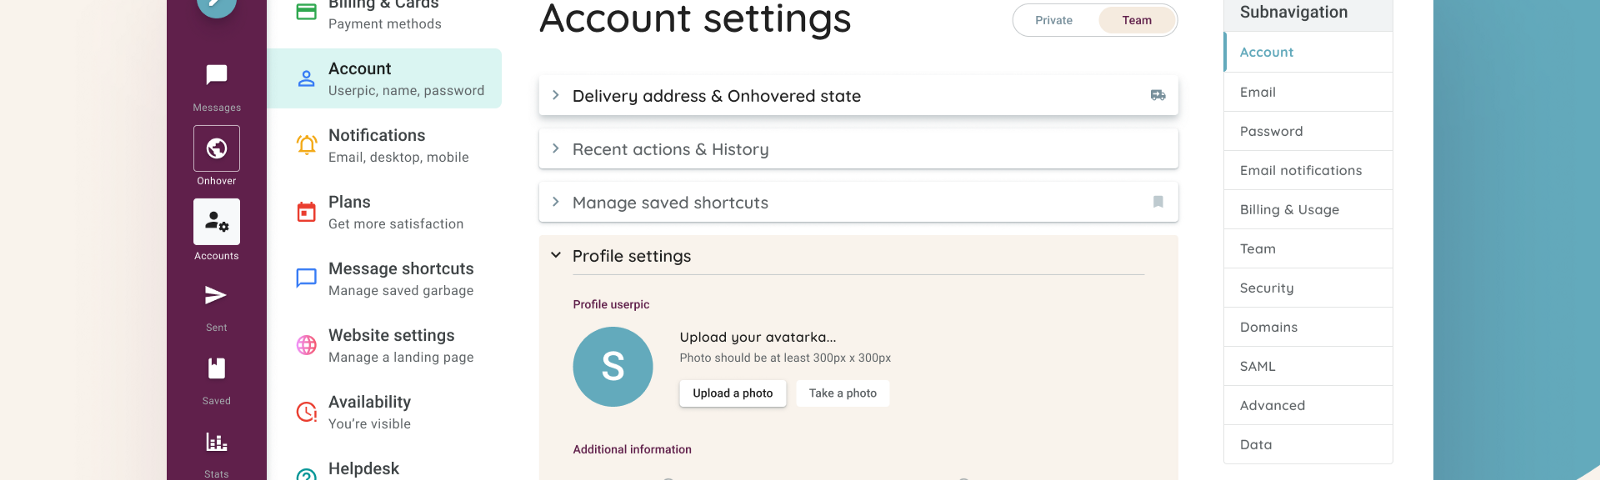 Messages
Onhover
Accounts
Sent
Saved
Stats
Billing & Cards
Payment methods
Account
Userpic, name, password
Notifications
Email, desktop, mobile
Plans
Get more satisfaction
Message shortcuts
Manage saved garbage
Website settings
Manage a landing page
Availability
You're visible
Helpdesk
Account settings
Private
Team
Delivery address & Onhovered state
Recent actions & History
Manage saved shortcuts
Profile settings
Profile userpic
S
Upload your avatarka...
Photo should be at least 300px x 300px
Upload a photo
Take a photo
Additional information
Subnavigation
Account
Email
Password
Email notifications
Billing & Usage
Team
Security
Domains
SAML
Advanced
Data